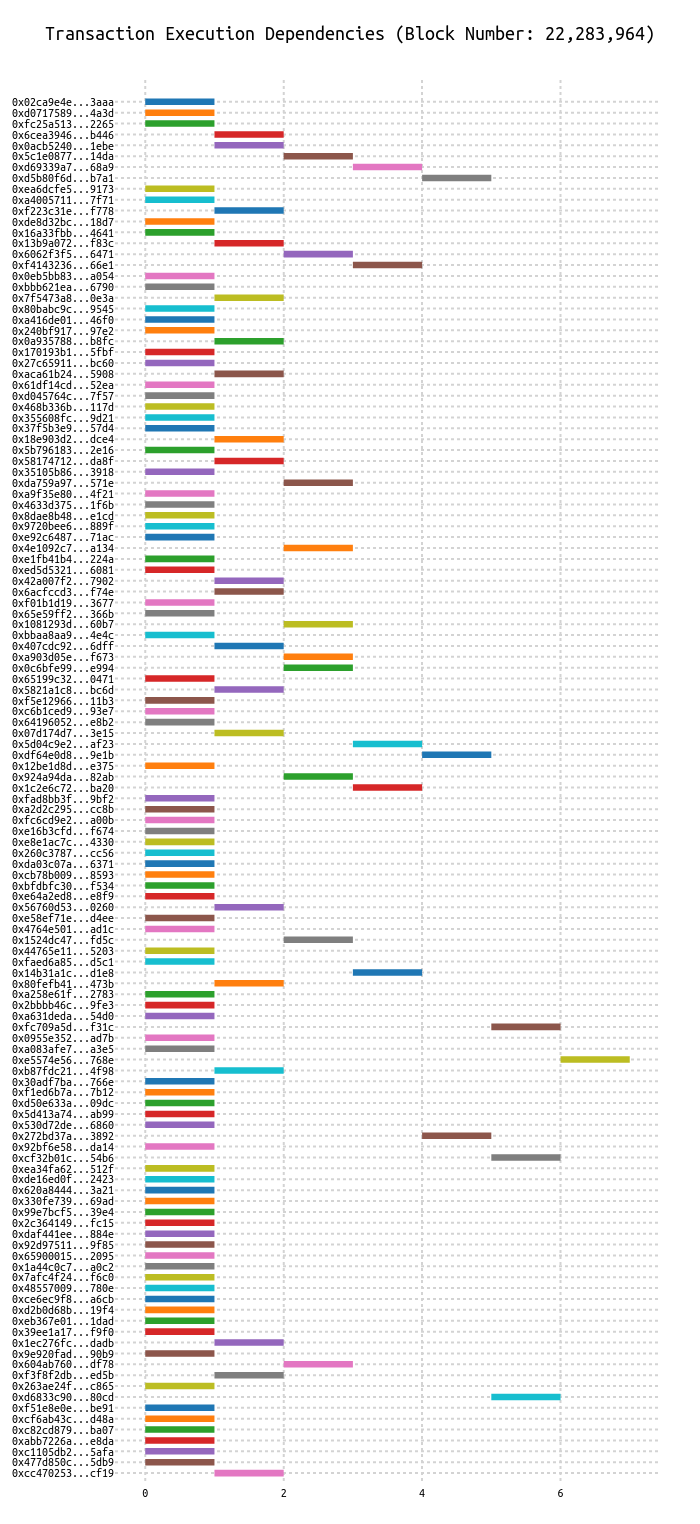 Transaction Execution Dependencies (Block Number: 22,283,964)
0x02ca9e4e...3aaa
0xd0717589...4a3d
0xfc25a513...2265
0x6cea3946...b446
0x0acb5240...1ebe
0x5c1e0877...14da
0xd69339a7...68a9
0xd5b80f6d...b7a1
0xea6dcfe5...9173
0xa4005711...7f71
0xf223c31e...f778
0xde8d32bc...18d7
0x16a33fbb...4641
0x13b9a072...f83c
0x6062f3f5...6471
0xf4143236...66e1
0x0eb5bb83...a054
0xbbb621ea...6790
0x7f5473a8...0e3a
0x80babc9c...9545
0xa416de01...46f0
0x240bf917...97e2
0x0a935788...b8fc
0x170193b1...5fbf
0x27c65911...bc60
0xaca61b24...5908
0x61df14cd...52ea
0xd045764c...7f57
0x468b336b...117d
0x355608fc...9d21
0x37f5b3e9...57d4
0x18e903d2...dce4
0x5b796183...2e16
0x58174712...da8f
0x35105b86...3918
0xda759a97...571e
0xa9f35e80...4f21
0x4633d375...1f6b
0x8dae8b48...e1cd
0x9720bee6...889f
0xe92c6487...71ac
0x4e1092c7...a134
0xe1fb41b4...224a
0xed5d5321...6081
0x42a007f2...7902
0x6acfccd3...f74e
0xf01b1d19...3677
0x65e59ff2...366b
0x1081293d...60b7
0xbbaa8aa9...4e4c
0x407cdc92...6dff
0xa903d05e...f673
0x0c6bfe99...e994
0x65199c32...0471
0x5821a1c8...bc6d
0xf5e12966...11b3
0xc6b1ced9...93e7
0x64196052...e8b2
0x07d174d7...3e15
0x5d04c9e2...af23
0xdf64e0d8...9e1b
0x12be1d8d...e375
0x924a94da...82ab
0x1c2e6c72...ba20
0xfad8bb3f...9bf2
0xa2d2c295...cc8b
0xfc6cd9e2...a00b
0xe16b3cfd...f674
0xe8e1ac7c...4330
0x260c3787...cc56
0xda03c07a...6371
0xcb78b009...8593
0xbfdbfc30...f534
0xe64a2ed8...e8f9
0x56760d53...0260
0xe58ef71e...d4ee
0x4764e501...ad1c
0x1524dc47...fd5c
0x44765e11...5203
0xfaed6a85...d5c1
0x14b31a1c...d1e8
0x80fefb41...473b
0xa258e61f...2783
0x2bbbb46c...9fe3
0xa631deda...54d0
0xfc709a5d...f31c
0x0955e352...ad7b
0xa083afe7...a3e5
0xe5574e56...768e
0xb87fdc21...4f98
0x30adf7ba...766e
0xf1ed6b7a...7b12
0xd50e633a...09dc
0x5d413a74...ab99
0x530d72de...6860
0x272bd37a...3892
0x92bf6e58...da14
0xcf32b01c...54b6
0xea34fa62...512f
0xde16ed0f...2423
0x620a8444...3a21
0x330fe739...69ad
0x99e7bcf5...39e4
0x2c364149...fc15
0xdaf441ee...884e
0x92d97511...9f85
0x65900015...2095
0x1a44c0c7...a0c2
0x7afc4f24...f6c0
0x48557009...780e
0xce6ec9f8...a6cb
0xd2b0d68b...19f4
0xeb367e01...1dad
0x39ee1a17...f9f0
0x1ec276fc...dadb
0x9e920fad...90b9
0x604ab760...df78
0xf3f8f2db...ed5b
0x263ae24f...c865
0xd6833c90...80cd
0xf51e8e0e...be91
0xcf6ab43c...d48a
0xc82cd879...ba07
0xabb7226a...e8da
0xc1105db2...5afa
0x477d850c...5db9
0xcc470253...cf19
0 2 4 6